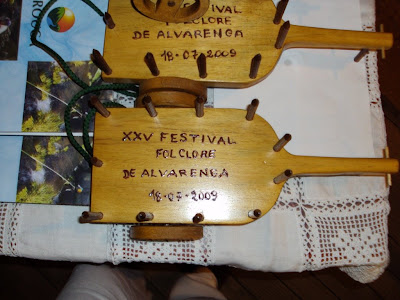 FESTIVAL
FOLCLORE
DE ALVARENGA
18·07·2009
XXV FESTIVAL
FOLCLORE
DE ALVARENGA
18·07·2009